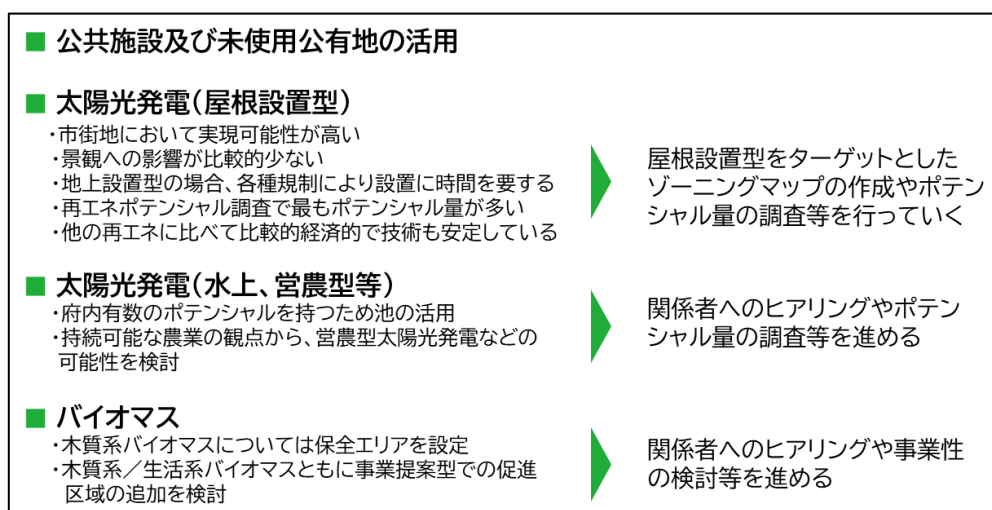 ■ 公共施設及び未使用公有地の活用
■ 太陽光発電(屋根設置型)
・市街地において実現可能性が高い
・景観への影響が比較的少ない
・地上設置型の場合、各種規制により設置に時間を要する
・再エネポテンシャル調査で最もポテンシャル量が多い
・他の再エネに比べて比較的経済的で技術も安定している
屋根設置型をターゲットとした
ゾーニングマップの作成やポテン
シャル量の調査等を行っていく
■ 太陽光発電(水上、営農型等)
・府内有数のポテンシャルを持つため池の活用
・持続可能な農業の観点から、営農型太陽光発電などの
可能性を検討
関係者へのヒアリングやポテン
シャル量の調査等を進める
■ バイオマス
・木質系バイオマスについては保全エリアを設定
・木質系/生活系バイオマスともに事業提案型での促進
区域の追加を検討
関係者へのヒアリングや事業性
の検討等を進める